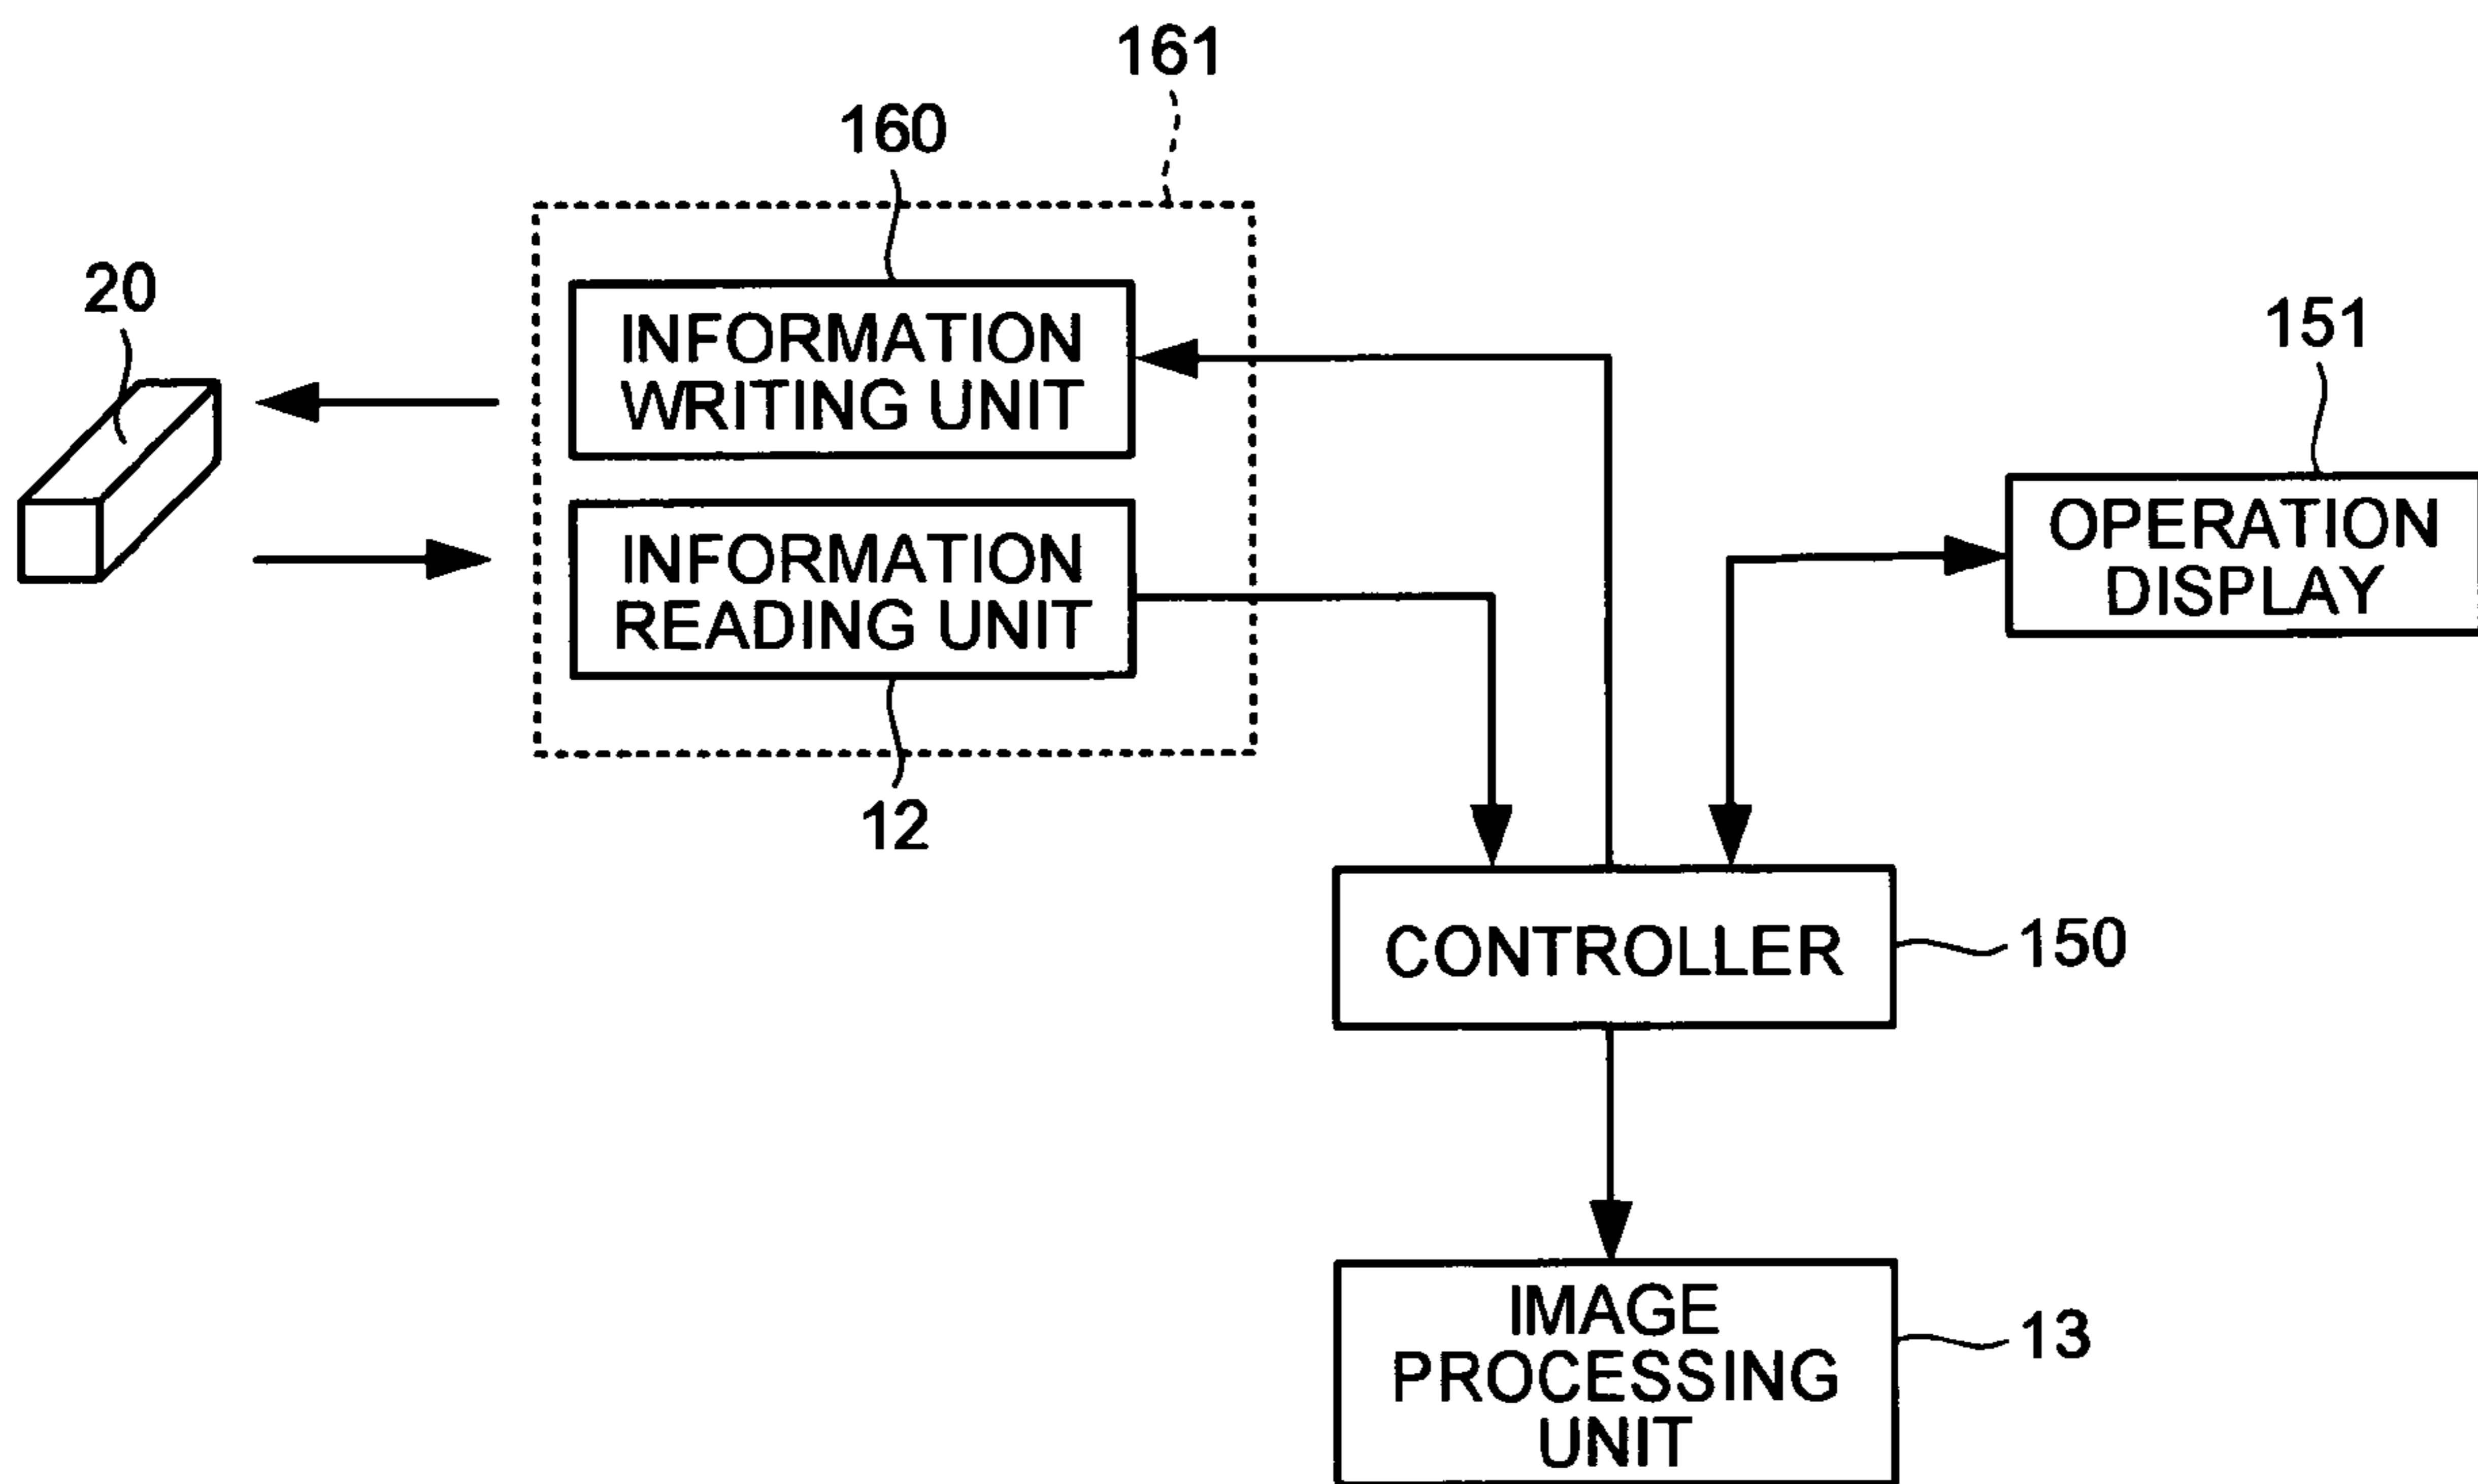 161
160
20
INFORMATION
WRITING UNIT
151
OPERATION
DISPLAY
INFORMATION
READING UNIT
12
CONTROLLER
150
IMAGE
PROCESSING
UNIT
13